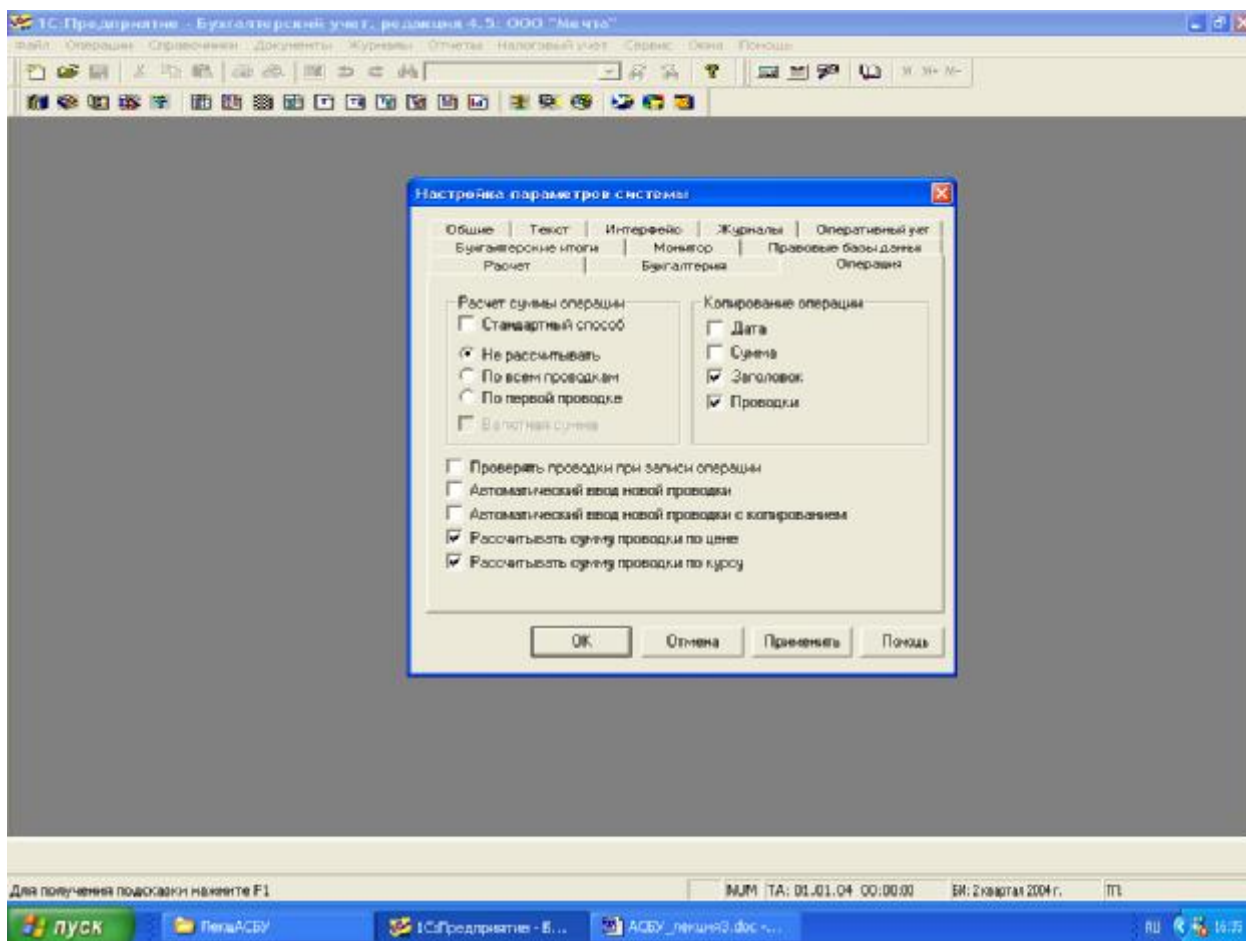 1С:Предприятие - Бухгалтерский учет, редакция 4.5: ООО "Мечта"
Файл Операции Справочники Документы Журналы Отчеты Налоговый учет Сервис Окна Помощь
М М+ М-
Настройка параметров системы
Общие Текст Интерфейс Журналы Оперативный учет
Бухгалтерские итоги Монитор Правовые базы данных
Расчет Бухгалтерия Операция
Расчет суммы операции
Стандартный способ
Не рассчитывать
По всем проводкам
По первой проводке
Валютная сумма
Копирование операции
Дата
Сумма
Заголовок
Проводки
Проверять проводки при записи операции
Автоматический ввод новой проводки
Автоматический ввод новой проводки с копированием
Рассчитывать сумму проводки по цене
Рассчитывать сумму проводки по курсу
OK Отмена Применить Помощь
Для получения подсказки нажмите F1
NUM ТА: 01.01.04 00:00:00 БИ: 2 квартал 2004 г.
пуск ЛекцАСБУ 1С:Предприятие - Б... АСБУ_лекция3.doc -... RU 16:35